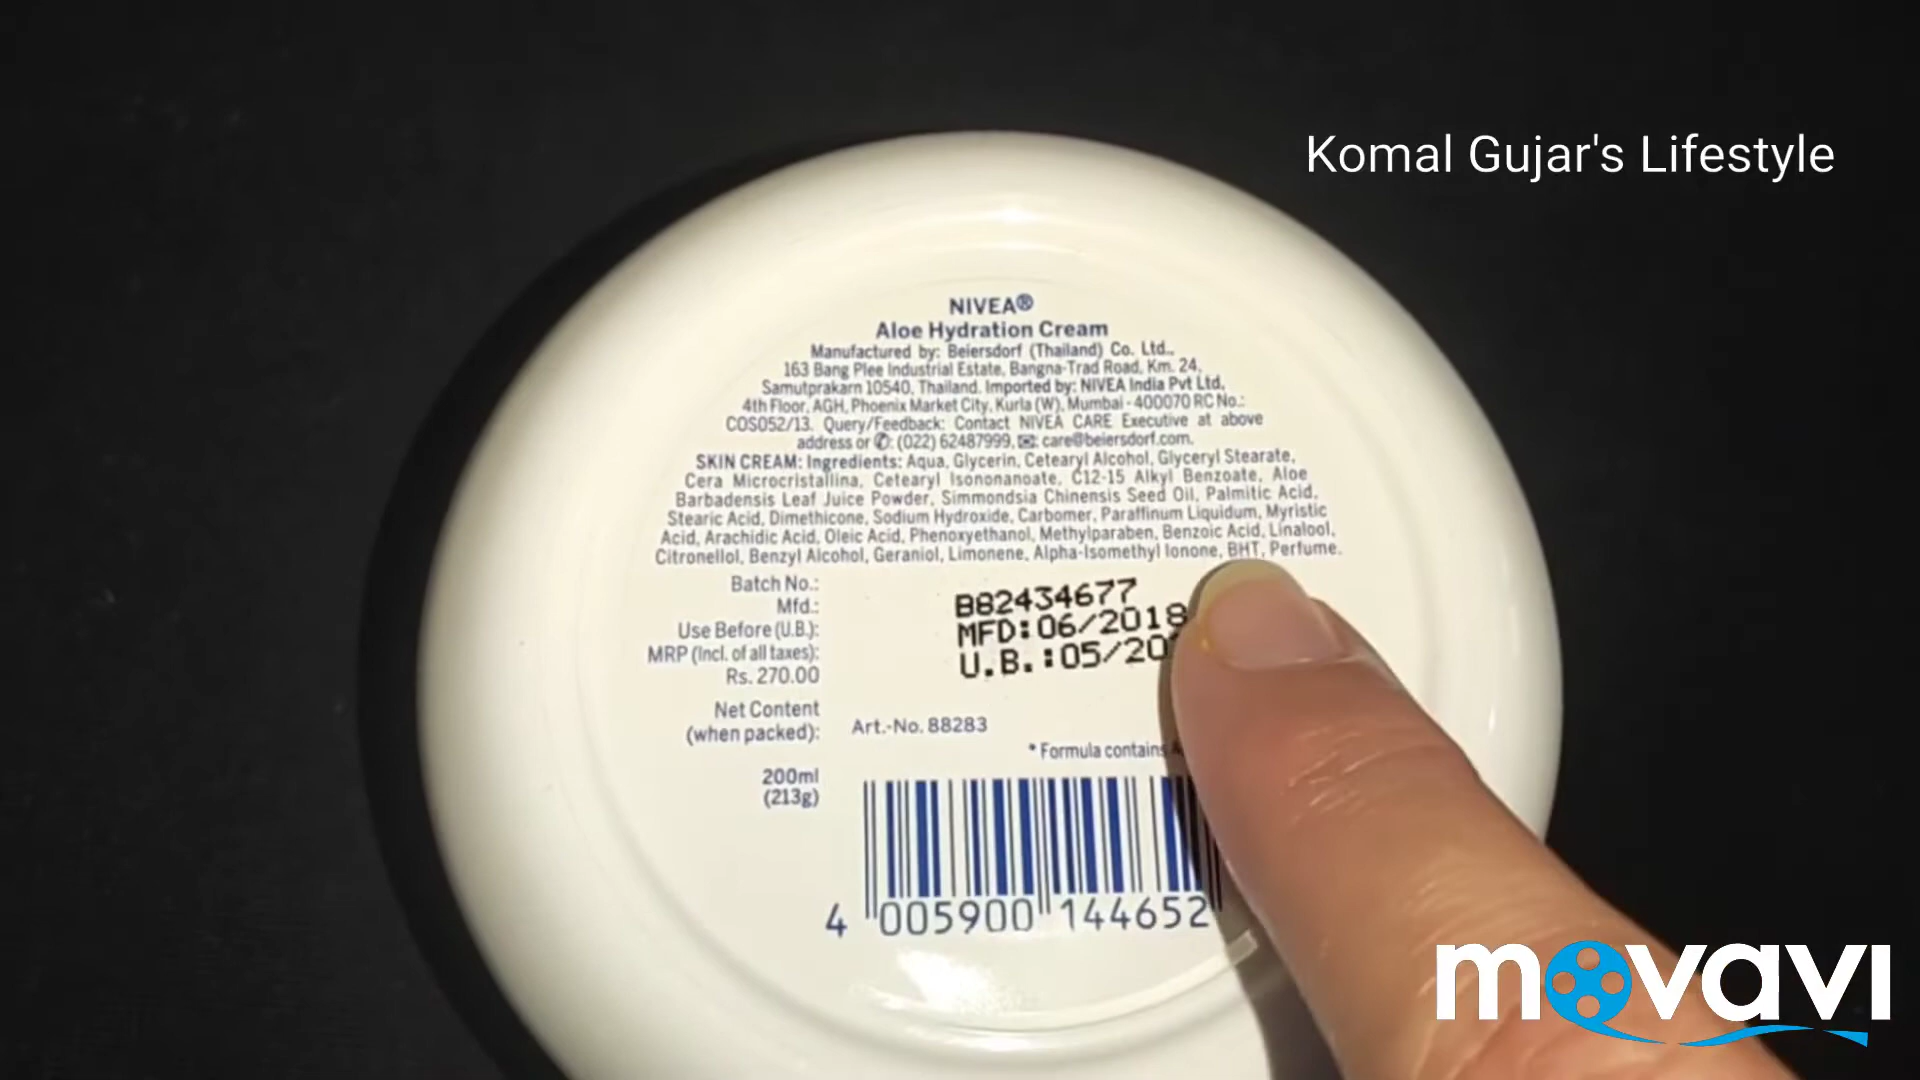 Komal Gujar's Lifestyle
NIVEA®
Aloe Hydration Cream
Manufactured by: Beiersdorf (Thailand) Co. Ltd.,
163 Bang Plee Industrial Estate, Bangna-Trad Road, Km. 24,
Samutprakarn 10540, Thailand. Imported by: NIVEA India Pvt Ltd,
4th Floor, AGH, Phoenix Market City, Kurla (W), Mumbai - 400070 RC No.:
COS052/13. Query/Feedback: Contact NIVEA CARE Executive at above
address or ✆: (022) 62487999, ✉: care@beiersdorf.com.
SKIN CREAM: Ingredients: Aqua, Glycerin, Cetearyl Alcohol, Glyceryl Stearate,
Cera Microcristallina, Cetearyl Isononanoate, C12-15 Alkyl Benzoate, Aloe
Barbadensis Leaf Juice Powder, Simmondsia Chinensis Seed Oil, Palmitic Acid,
Stearic Acid, Dimethicone, Sodium Hydroxide, Carbomer, Paraffinum Liquidum, Myristic
Acid, Arachidic Acid, Oleic Acid, Phenoxyethanol, Methylparaben, Benzoic Acid, Linalool,
Citronellol, Benzyl Alcohol, Geraniol, Limonene, Alpha-Isomethyl Ionone, BHT, Perfume.
Batch No.: B82434677
Mfd.: MFD:06/2018
Use Before (U.B.): U.B.:05/20
MRP (Incl. of all taxes):
Rs. 270.00
Net Content
(when packed):
200ml
(213g)
Art.-No. 88283
* Formula contains
4 005900 144652
movavi